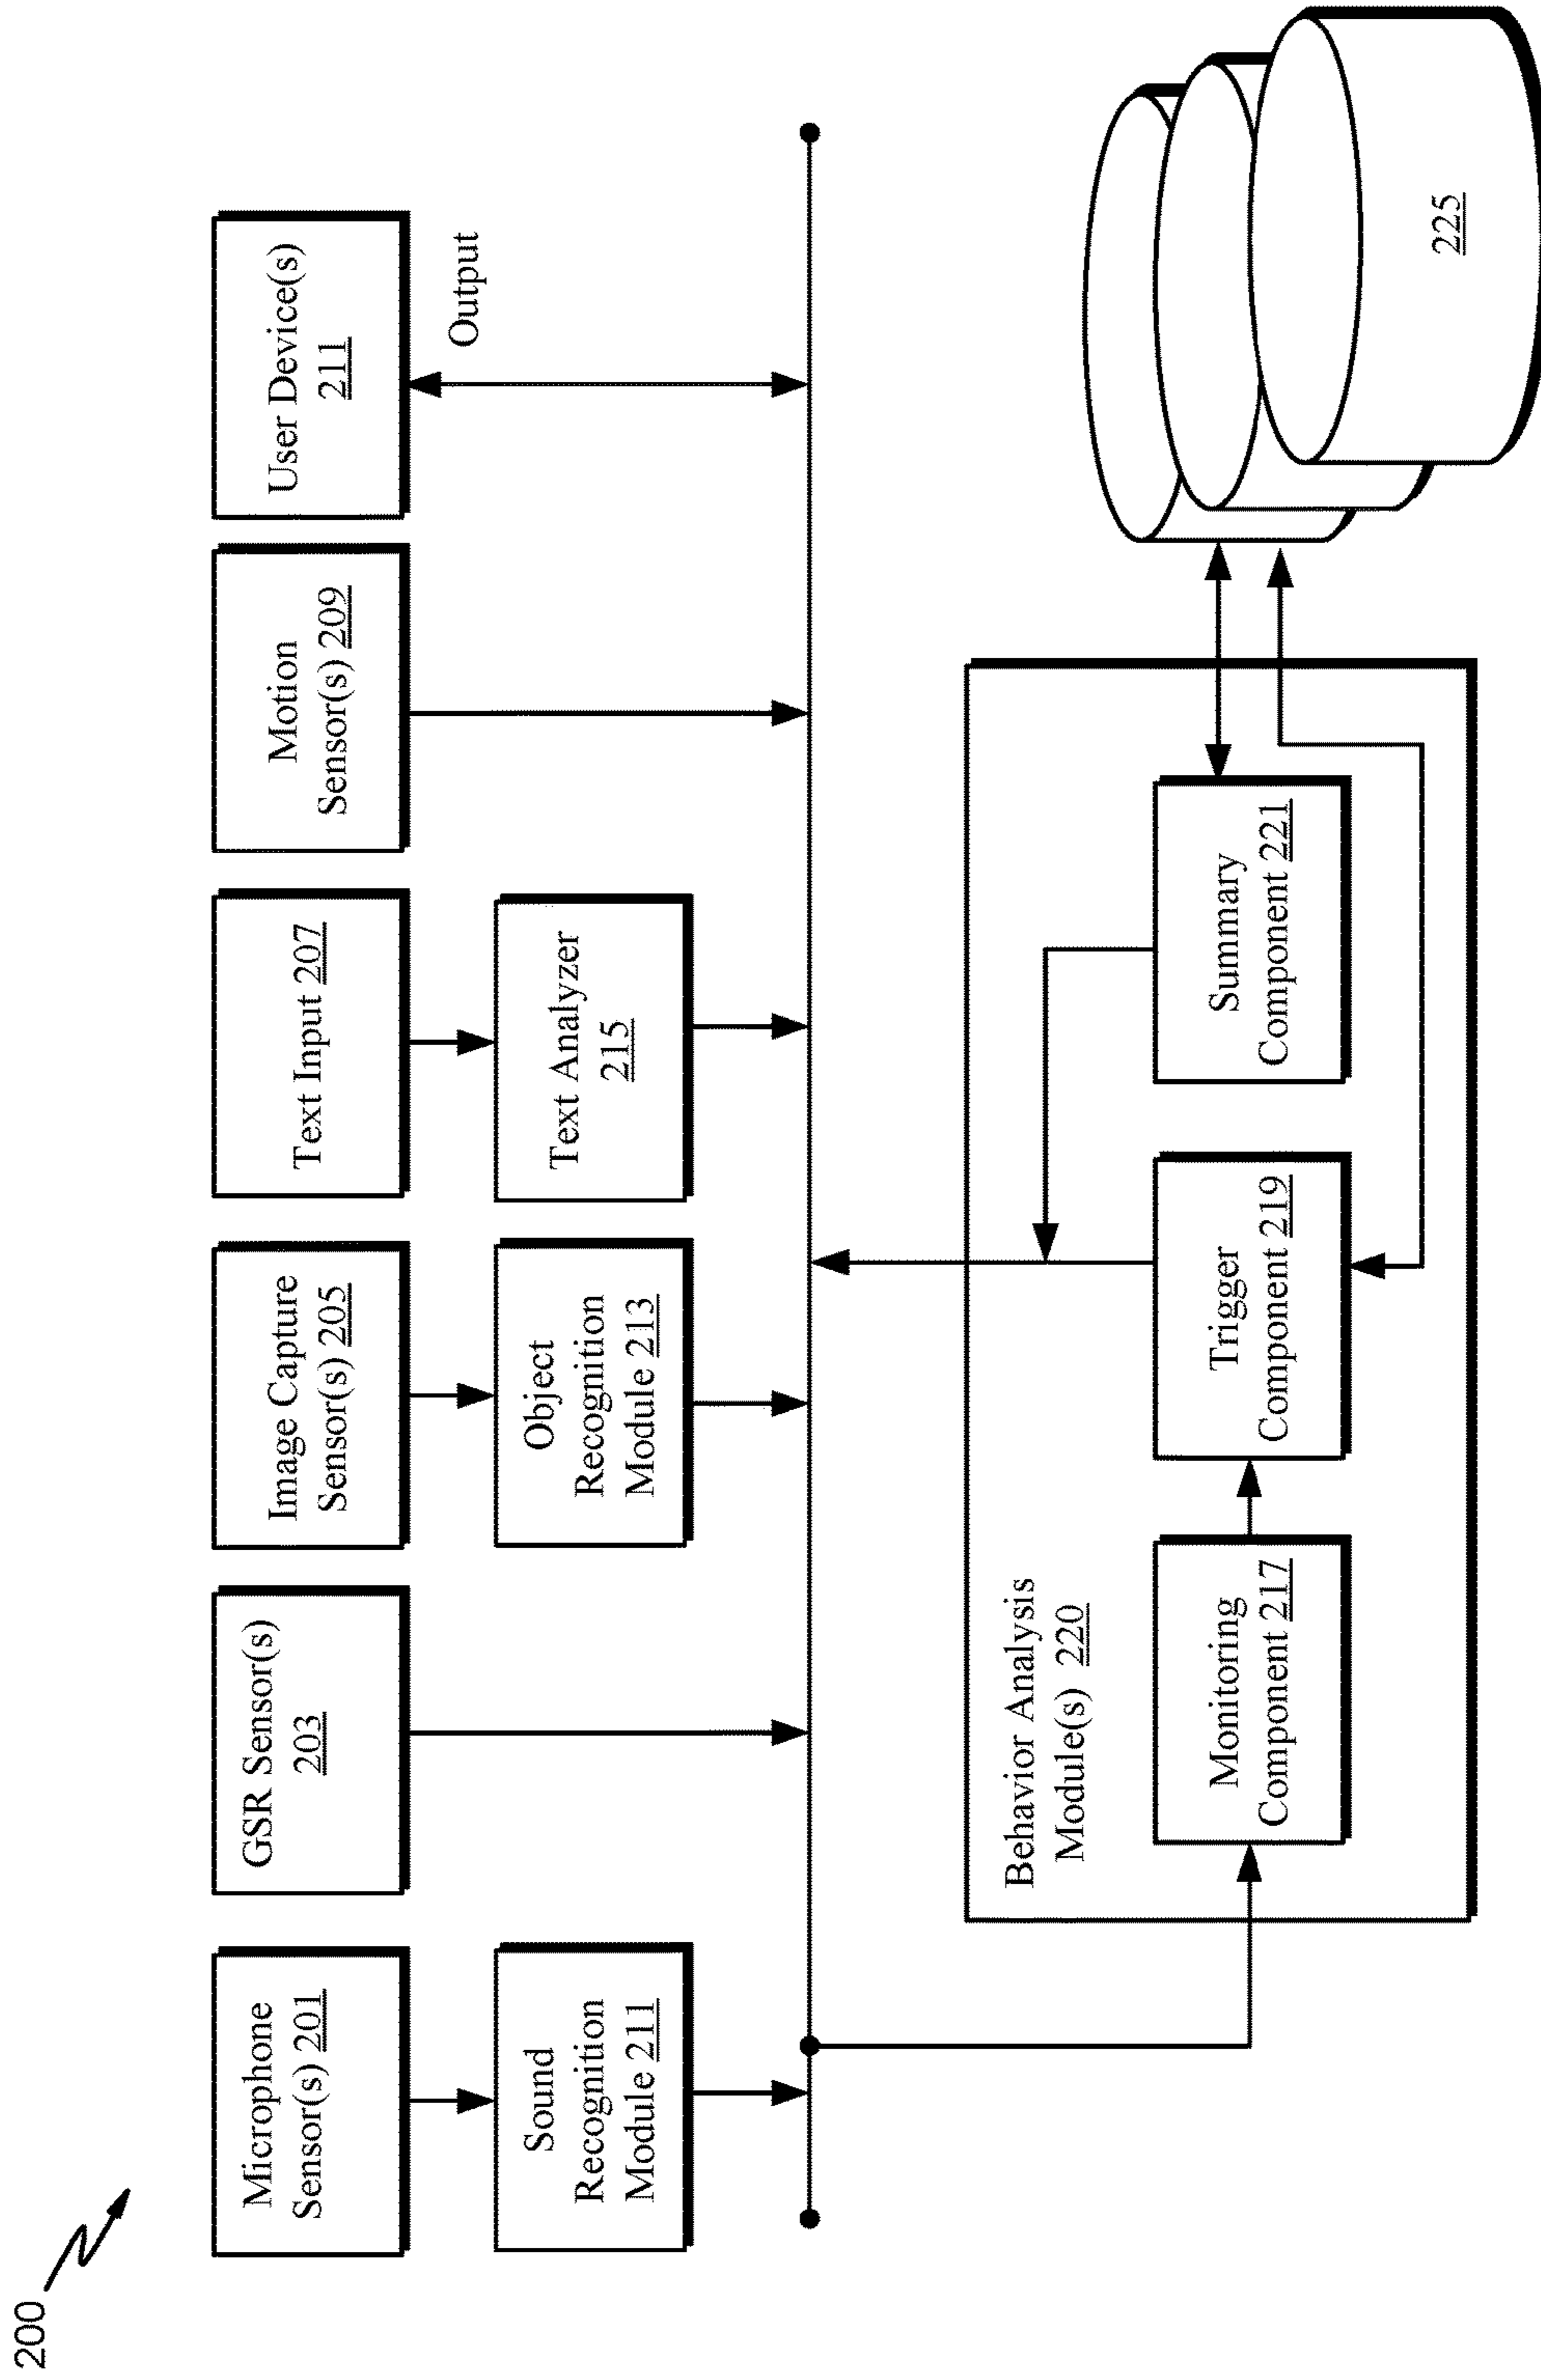 200
Microphone
Sensor(s) 201
GSR Sensor(s)
203
Image Capture
Sensor(s) 205
Text Input 207
Motion
Sensor(s) 209
User Device(s)
211
Sound
Recognition
Module 211
Object
Recognition
Module 213
Text Analyzer
215
Output
Behavior Analysis
Module(s) 220
Monitoring
Component 217
Trigger
Component 219
Summary
Component 221
225